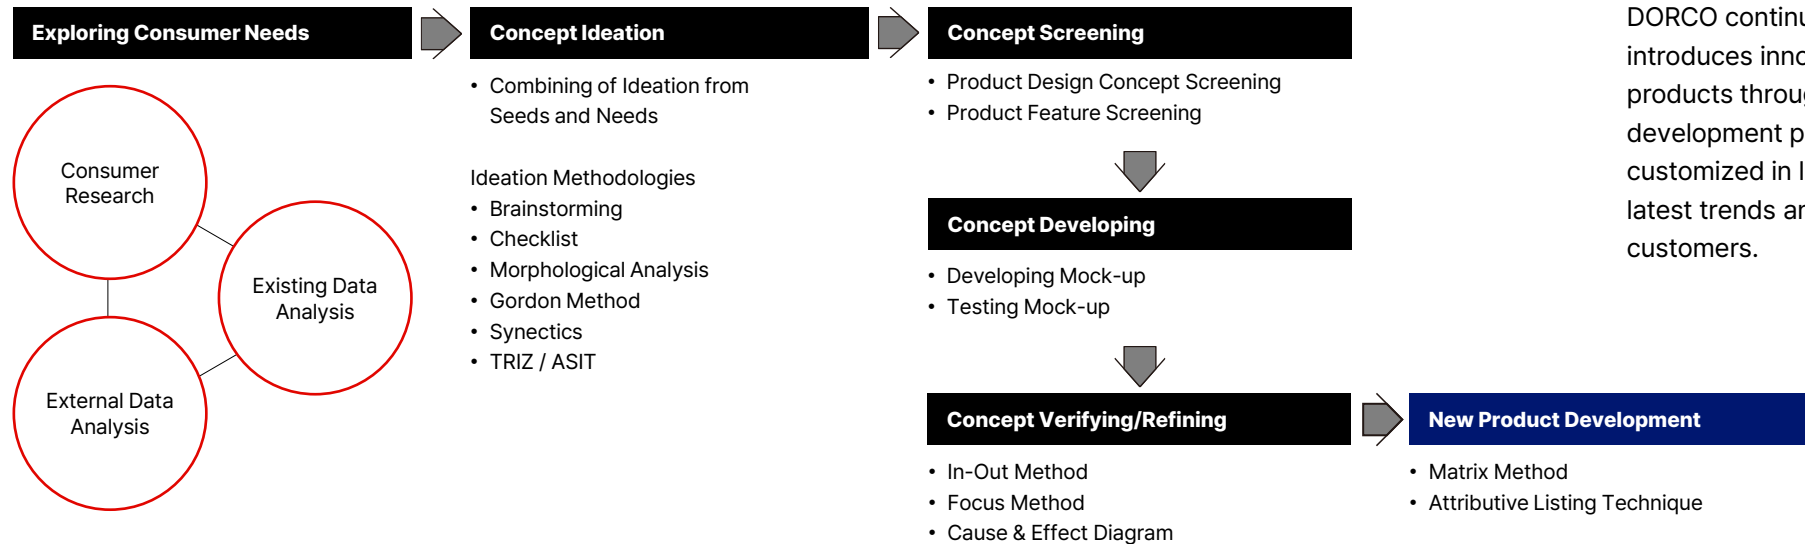 Exploring Consumer Needs
Consumer
Research
Existing Data
Analysis
External Data
Analysis
Concept Ideation
• Combining of Ideation from
Seeds and Needs
Ideation Methodologies
• Brainstorming
• Checklist
• Morphological Analysis
• Gordon Method
• Synectics
• TRIZ / ASIT
Concept Screening
• Product Design Concept Screening
• Product Feature Screening
Concept Developing
• Developing Mock-up
• Testing Mock-up
Concept Verifying/Refining
• In-Out Method
• Focus Method
• Cause & Effect Diagram
New Product Development
• Matrix Method
• Attributive Listing Technique
DORCO
introduces
products
development
customized in
latest trends
customers.